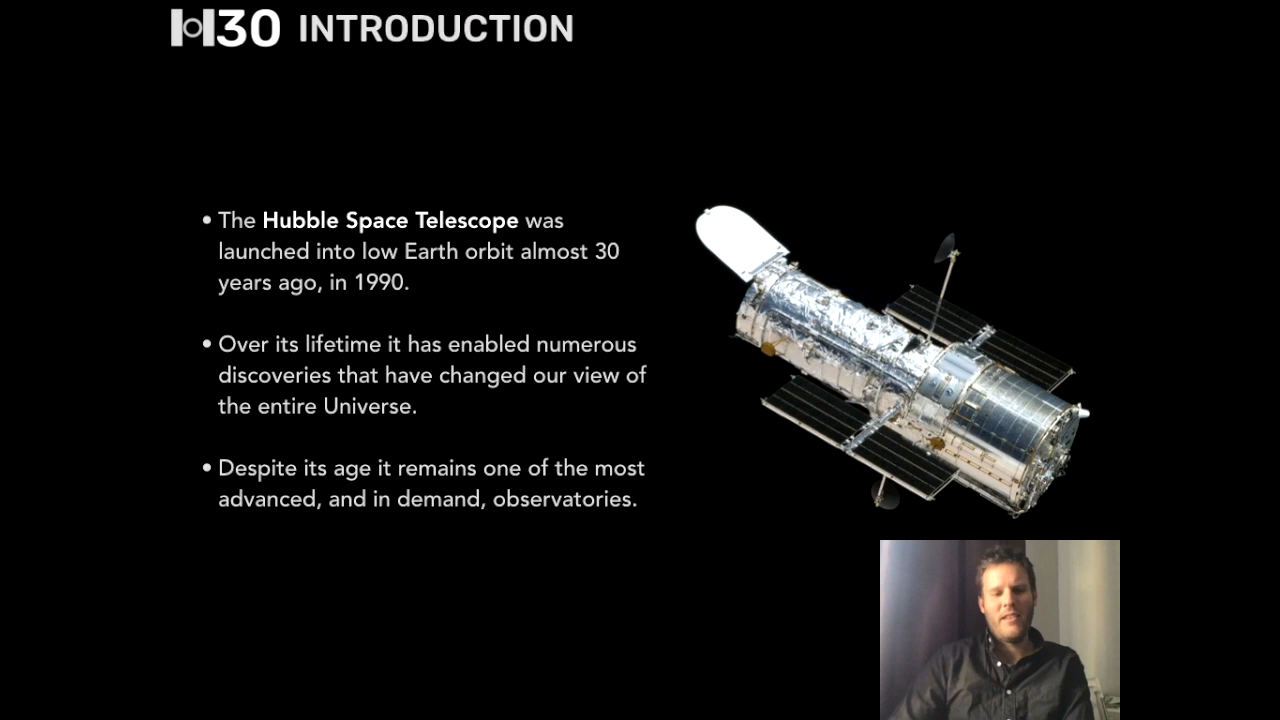 H30 INTRODUCTION
• The Hubble Space Telescope was
launched into low Earth orbit almost 30
years ago, in 1990.
• Over its lifetime it has enabled numerous
discoveries that have changed our view of
the entire Universe.
• Despite its age it remains one of the most
advanced, and in demand, observatories.